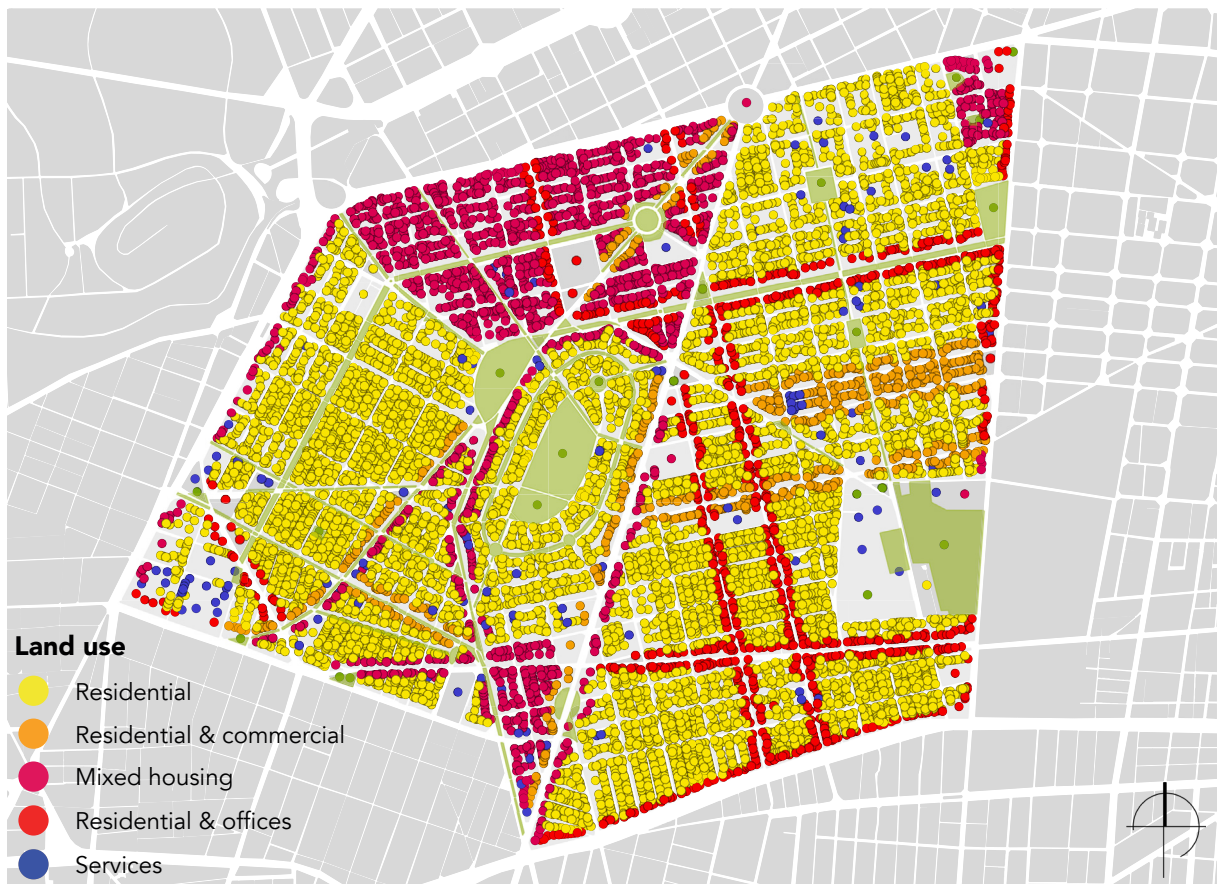 Land use
Residential
Residential & commercial
Mixed housing
Residential & offices
Services